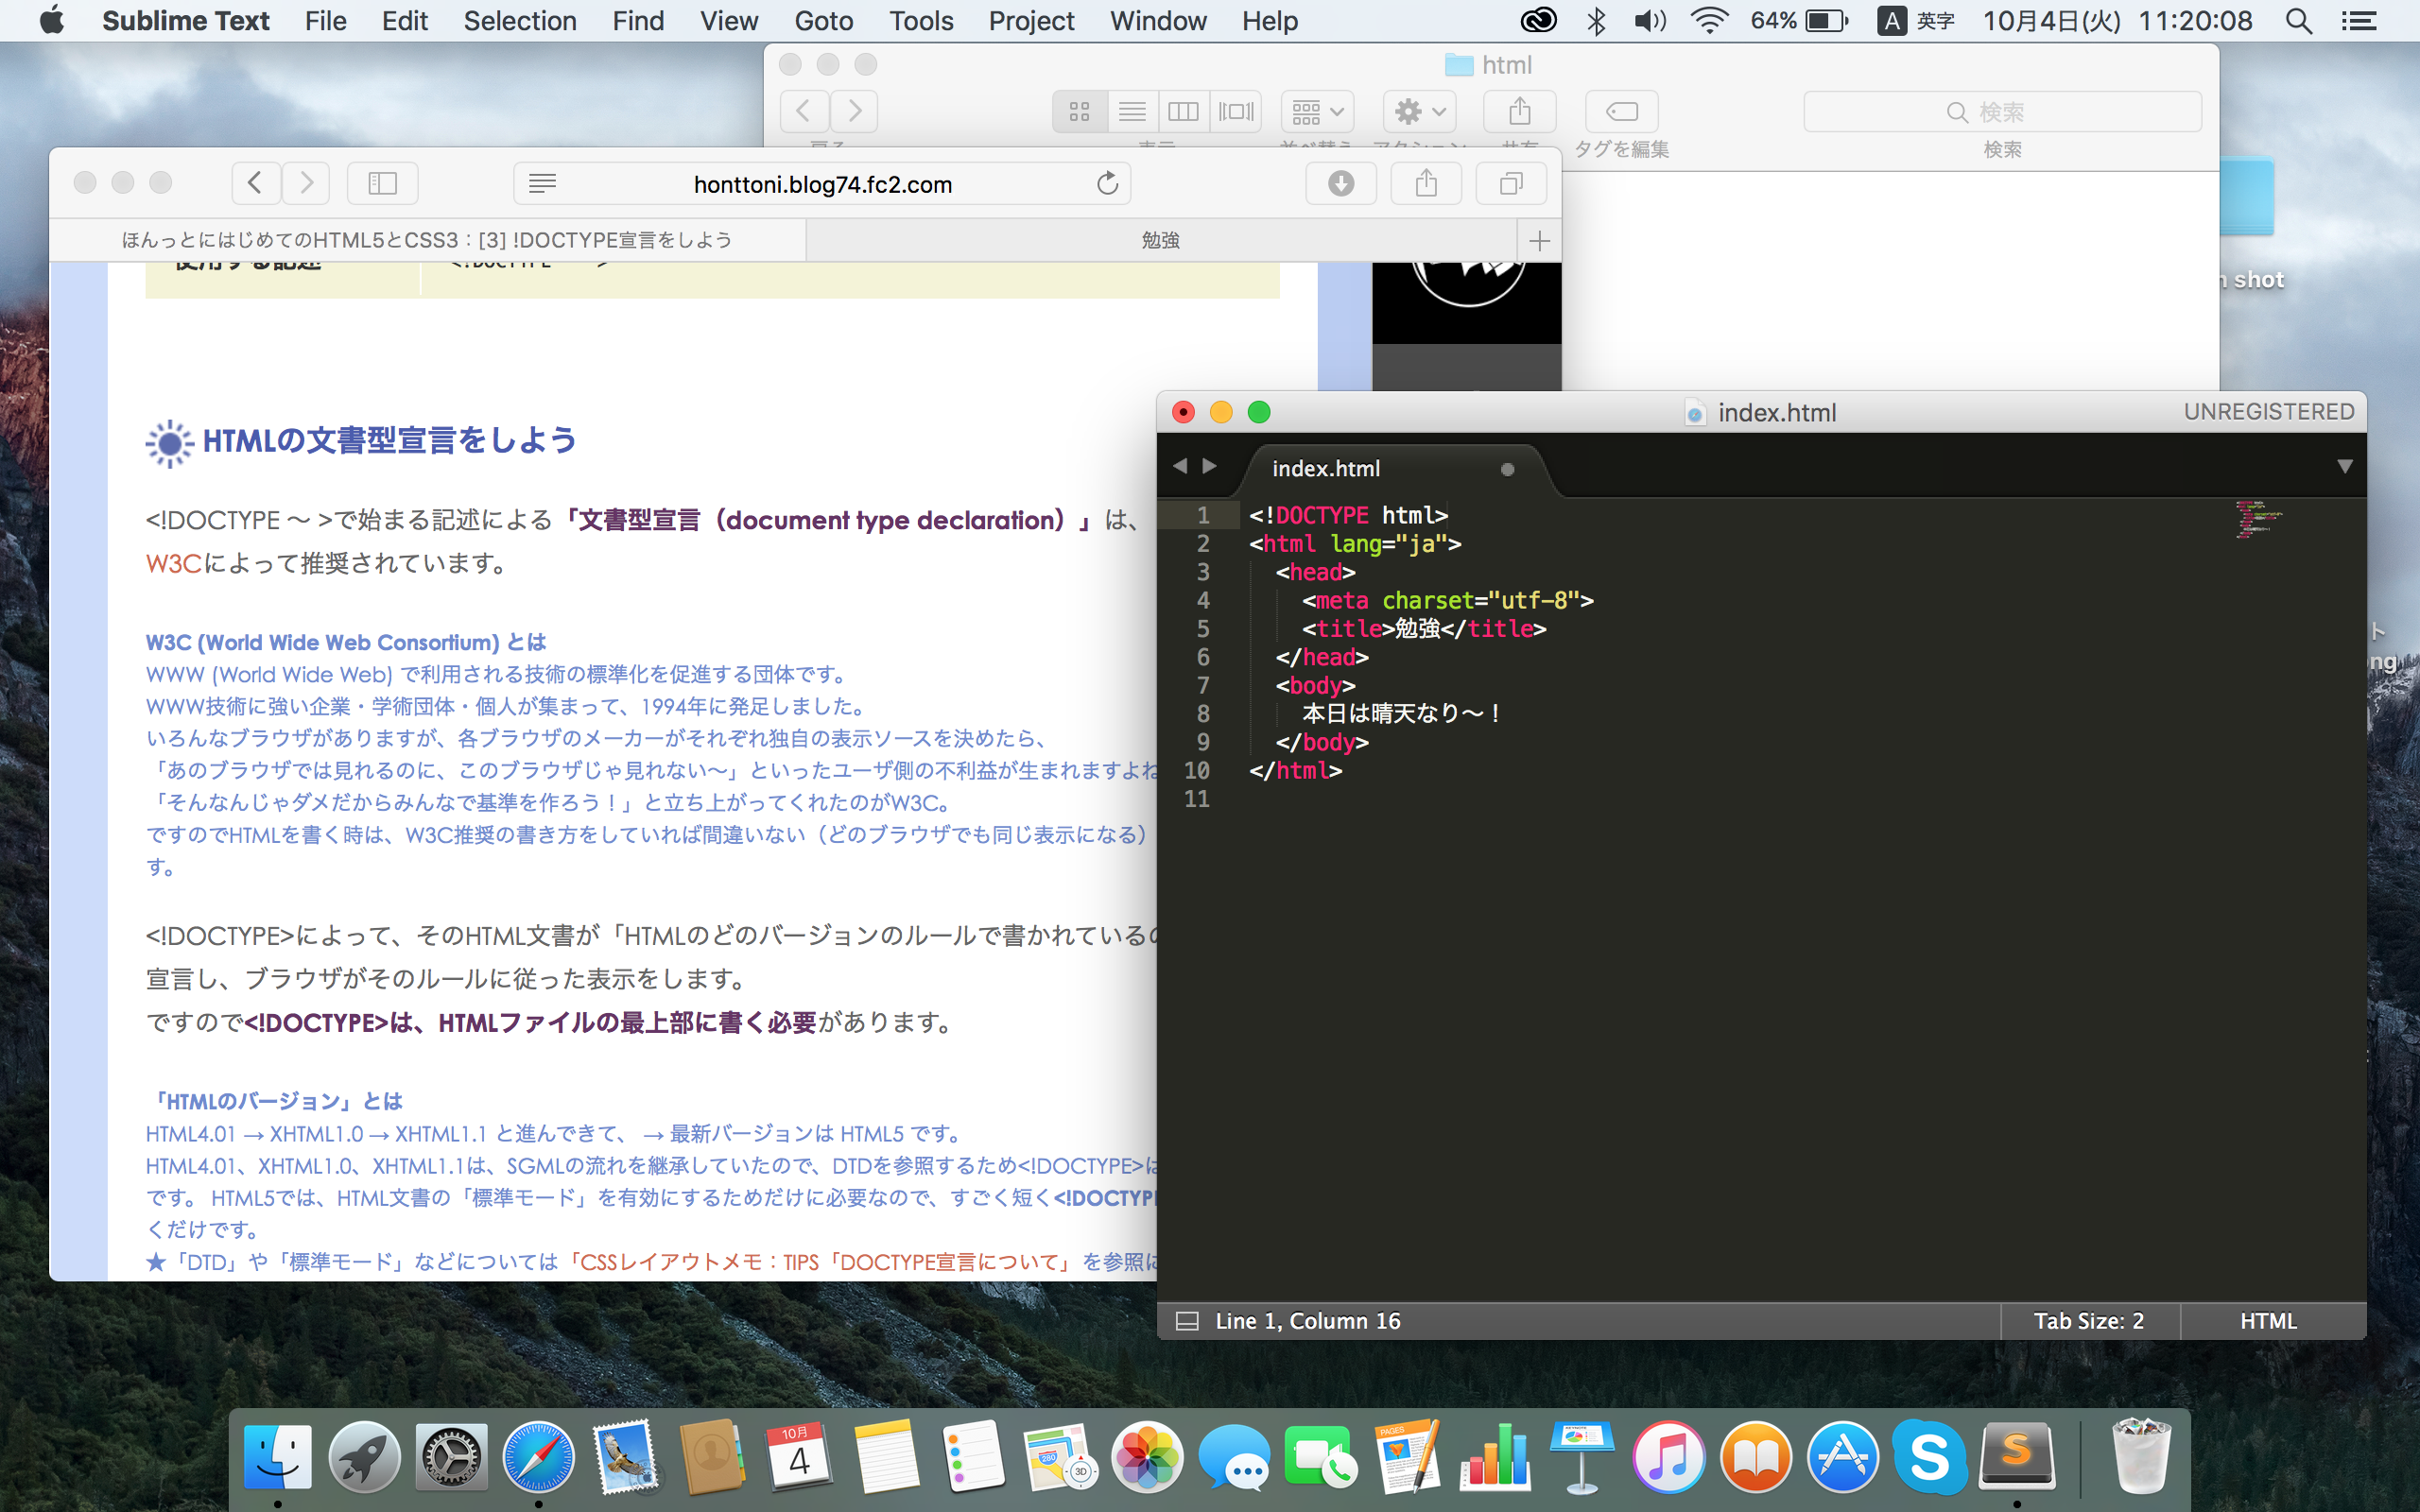 Sublime Text File Edit Selection Find View Goto Tools Project Window Help 64% A 英字 10月4日(火) 11:20:08
html
検索
タグを編集 検索
honttoni.blog74.fc2.com
ほんっとにはじめてのHTML5とCSS3：[3] !DOCTYPE宣言をしよう 勉強
n shot
HTMLの文書型宣言をしよう
<!DOCTYPE 〜 >で始まる記述による「文書型宣言（document type declaration）」は、
W3Cによって推奨されています。
W3C (World Wide Web Consortium) とは
WWW (World Wide Web) で利用される技術の標準化を促進する団体です。
WWW技術に強い企業・学術団体・個人が集まって、1994年に発足しました。
いろんなブラウザがありますが、各ブラウザのメーカーがそれぞれ独自の表示ソースを決めたら、
「あのブラウザでは見れるのに、このブラウザじゃ見れない〜」といったユーザ側の不利益が生まれますよね
「そんなんじゃダメだからみんなで基準を作ろう！」と立ち上がってくれたのがW3C。
ですのでHTMLを書く時は、W3C推奨の書き方をしていれば間違いない（どのブラウザでも同じ表示になる）
す。
<!DOCTYPE>によって、そのHTML文書が「HTMLのどのバージョンのルールで書かれているの
宣言し、ブラウザがそのルールに従った表示をします。
ですので<!DOCTYPE>は、HTMLファイルの最上部に書く必要があります。
「HTMLのバージョン」とは
HTML4.01 → XHTML1.0 → XHTML1.1 と進んできて、 → 最新バージョンは HTML5 です。
HTML4.01、XHTML1.0、XHTML1.1は、SGMLの流れを継承していたので、DTDを参照するため<!DOCTYPE>は
です。 HTML5では、HTML文書の「標準モード」を有効にするためだけに必要なので、すごく短く<!DOCTYP
くだけです。
★「DTD」や「標準モード」などについては「CSSレイアウトメモ：TIPS「DOCTYPE宣言について」を参照に
index.html UNREGISTERED
index.html
1 <!DOCTYPE html>
2 <html lang="ja">
3 <head>
4 <meta charset="utf-8">
5 <title>勉強</title>
6 </head>
7 <body>
8 本日は晴天なり〜！
9 </body>
10 </html>
11
Line 1, Column 16 Tab Size: 2 HTML
ト
ng
10月
4
280
3D
PAGES
S
S